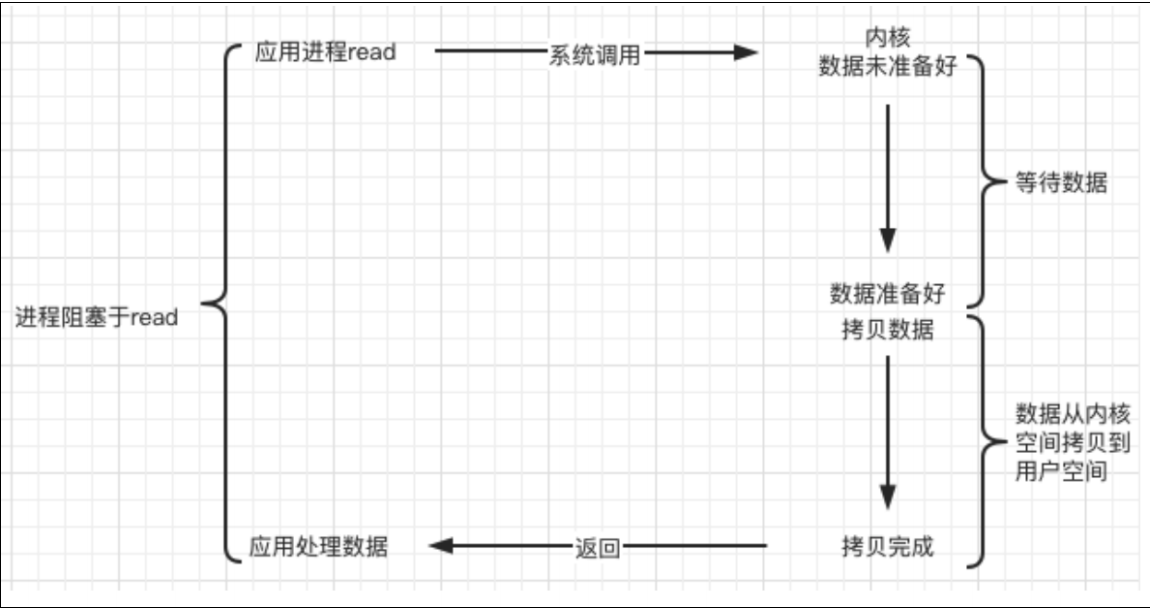 应用进程read
系统调用
内核
数据未准备好
等待数据
数据准备好
进程阻塞于read
拷贝数据
数据从内核
空间拷贝到
用户空间
应用处理数据
返回
拷贝完成